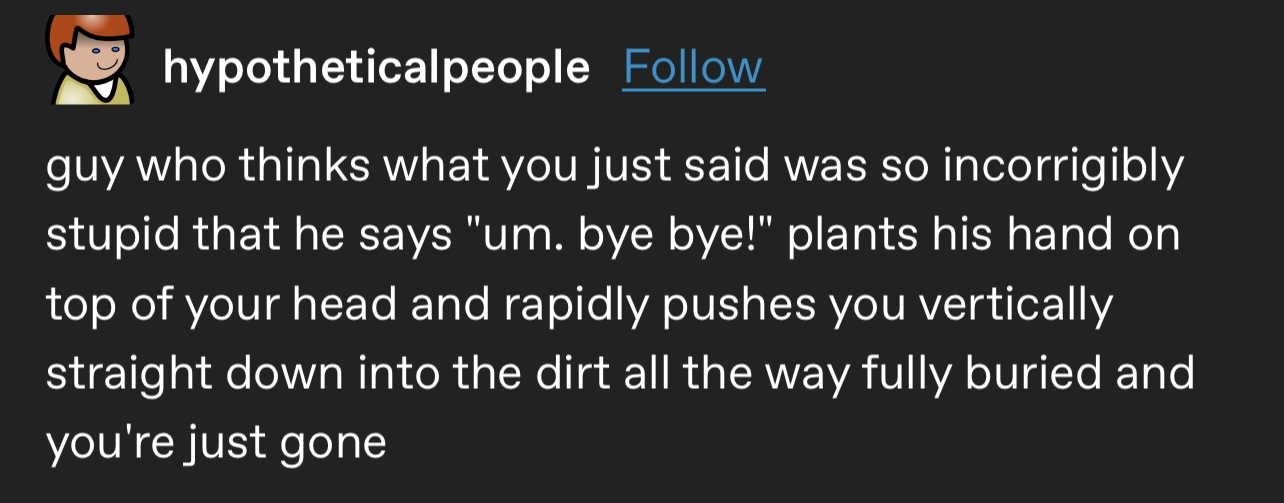 hypotheticalpeople Follow
guy who thinks what you just said was so incorrigibly
stupid that he says "um. bye bye!" plants his hand on
top of your head and rapidly pushes you vertically
straight down into the dirt all the way fully buried and
you're just gone